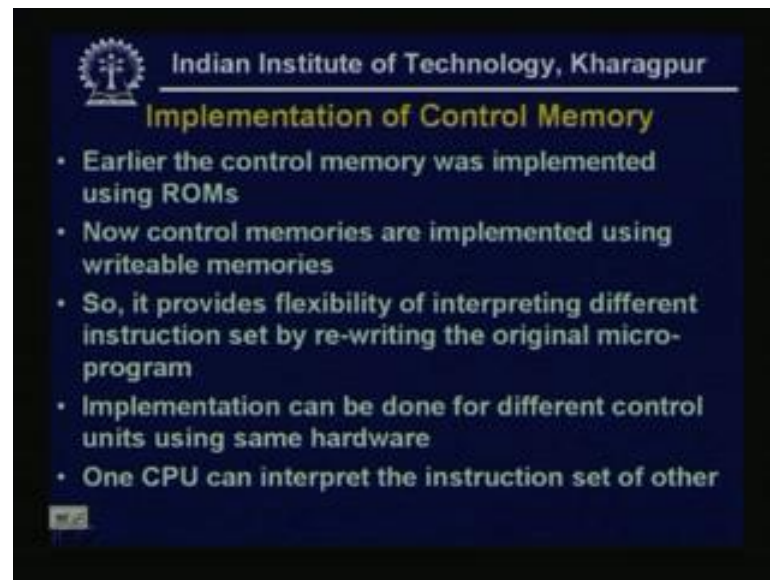 Indian Institute of Technology, Kharagpur
Implementation of Control Memory
• Earlier the control memory was implemented
using ROMs
• Now control memories are implemented using
writeable memories
• So, it provides flexibility of interpreting different
instruction set by re-writing the original micro-
program
• Implementation can be done for different control
units using same hardware
• One CPU can interpret the instruction set of other